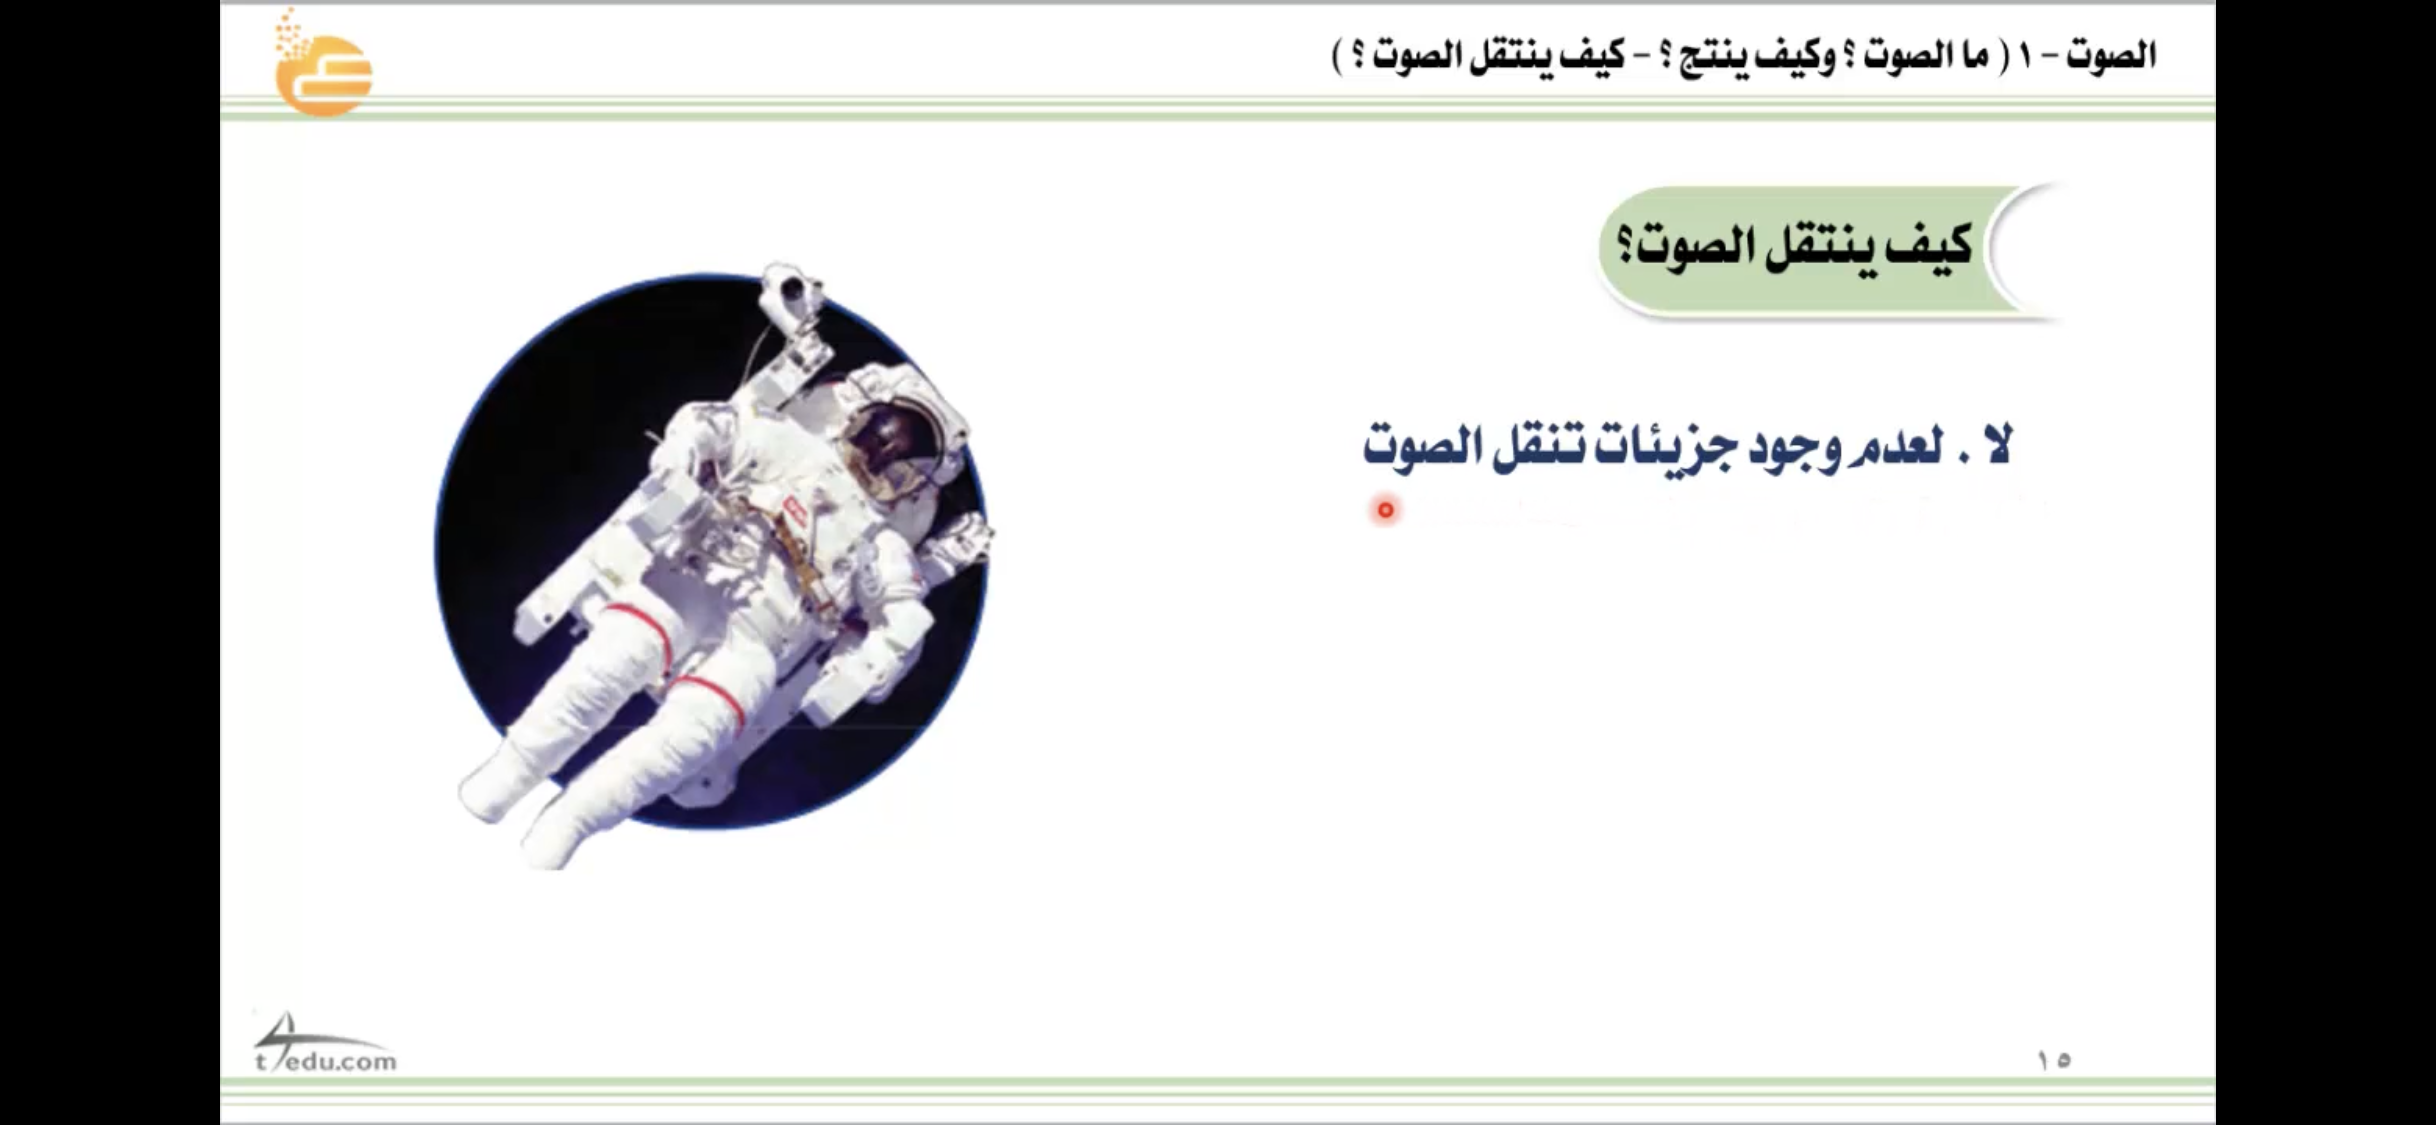 الصوت – ١ ( ما الصوت ؟ وكيف ينتج ؟ – كيف ينتقل الصوت ؟ )
كيف ينتقل الصوت؟
لا . لعدم وجود جزيئات تنقل الصوت
t4edu.com
١٥